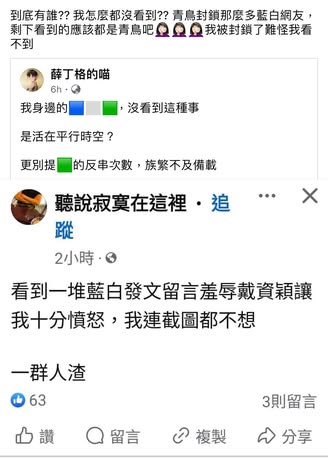 到底有誰?? 我怎麼都沒看到?? 青鳥封鎖那麼多藍白網友，
剩下看到的應該都是青鳥吧🤦🏻‍♀️🤦🏻‍♀️🤦🏻‍♀️我被封鎖了難怪我看
不到
薛丁格的喵
6h ·
我身邊的🟦⬜🟩，沒看到這種事
是活在平行時空？
更別提🟩的反串次數，族繁不及備載
聽說寂寞在這裡 · 追
蹤
2小時 ·
看到一堆藍白發文留言羞辱戴資穎讓
我十分憤怒，我連截圖都不想
一群人渣
63
3則留言
讚 留言 複製 分享